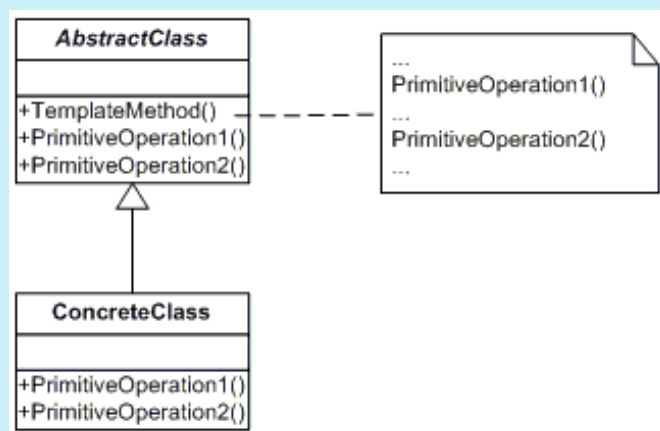 AbstractClass
+TemplateMethod()
+PrimitiveOperation1()
+PrimitiveOperation2()
...
PrimitiveOperation1()
...
PrimitiveOperation2()
...
ConcreteClass
+PrimitiveOperation1()
+PrimitiveOperation2()